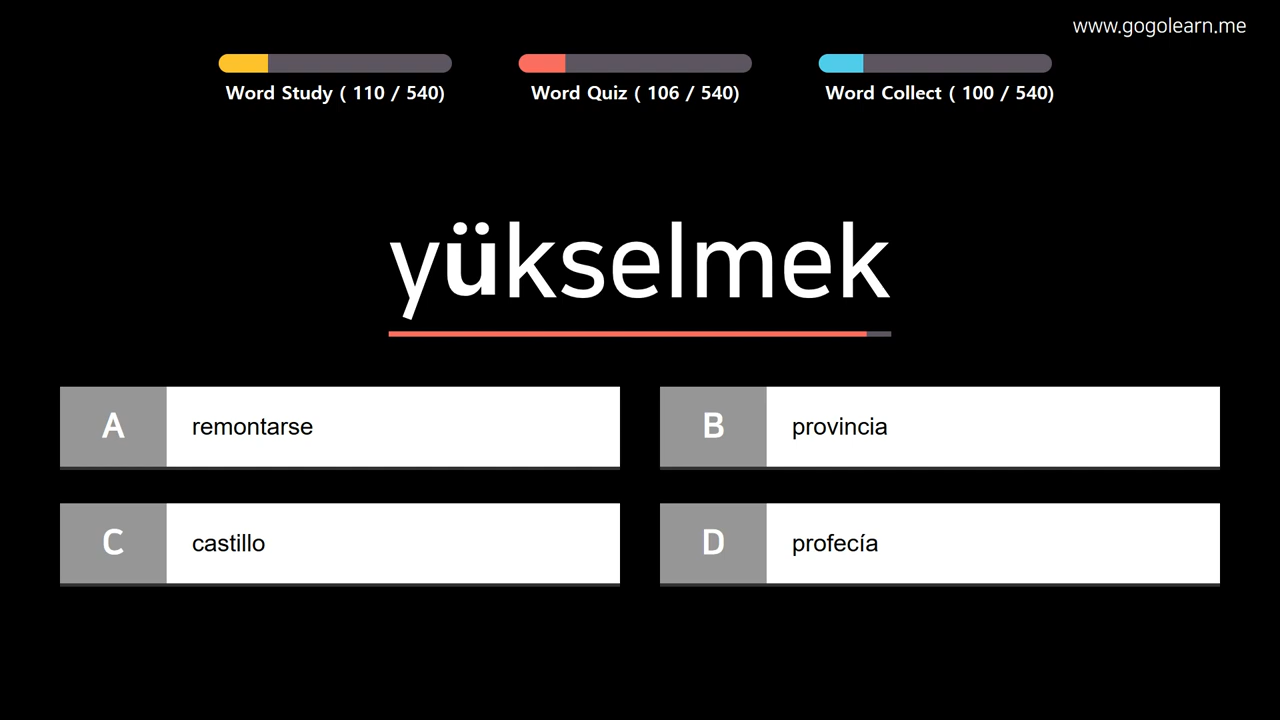 www.gogolearn.me
Word Study ( 110 / 540)
Word Quiz ( 106 / 540)
Word Collect ( 100 / 540)
yükselmek
A
remontarse
B
provincia
C
castillo
D
profecía